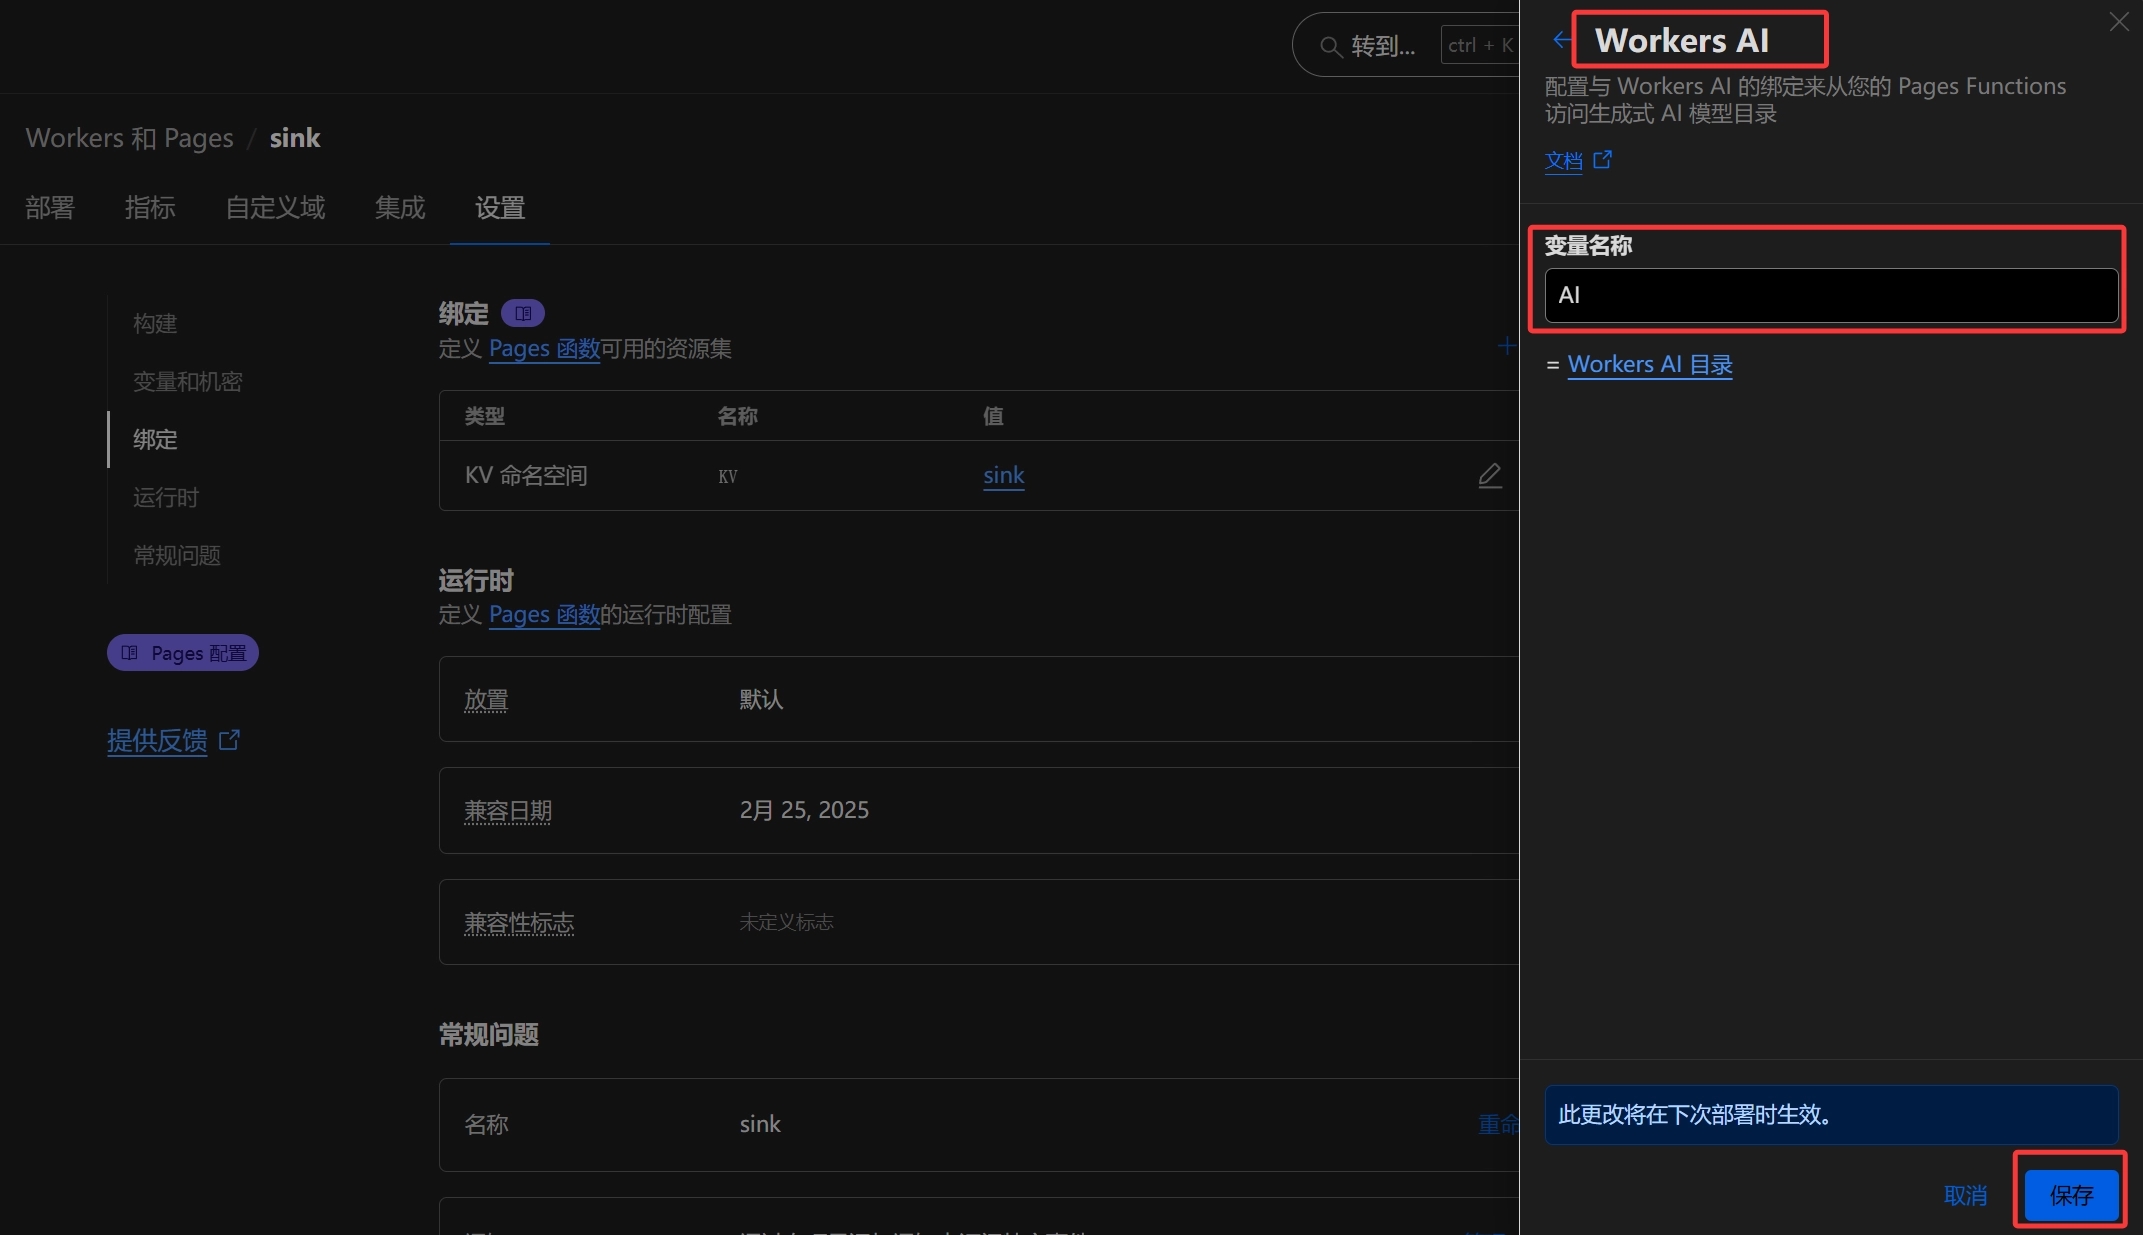 转到...
ctrl + K
Workers 和 Pages / sink
部署
指标
自定义域
集成
设置
构建
变量和机密
绑定
运行时
常规问题
Pages 配置
提供反馈
绑定
定义 Pages 函数可用的资源集
类型
名称
值
KV 命名空间
KV
sink
运行时
定义 Pages 函数的运行时配置
放置
默认
兼容日期
2月 25, 2025
兼容性标志
未定义标志
常规问题
名称
sink
重命
Workers AI
配置与 Workers AI 的绑定来从您的 Pages Functions
访问生成式 AI 模型目录
文档
变量名称
AI
= Workers AI 目录
此更改将在下次部署时生效。
取消
保存